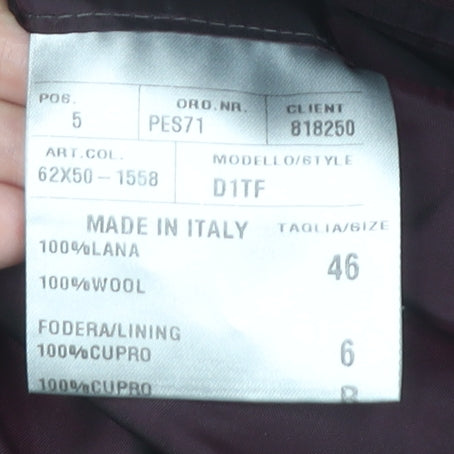 POS. ORD.NR. CLIENT
5 PES71 818250
ART.COL. MODELLO/STYLE
62X50-1558 D1TF
MADE IN ITALY TAGLIA/SIZE
100%LANA 46
100%WOOL
FODERA/LINING
100%CUPRO 6
100%CUPRO